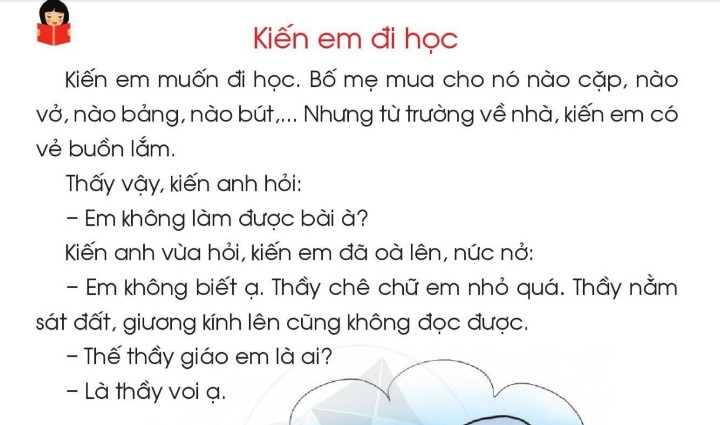 Kiến em đi học
Kiến em muốn đi học. Bố mẹ mua cho nó nào cặp, nào
vở, nào bảng, nào bút,... Nhưng từ trường về nhà, kiến em có
vẻ buồn lắm.
Thấy vậy, kiến anh hỏi:
– Em không làm được bài à?
Kiến anh vừa hỏi, kiến em đã oà lên, nức nở:
– Em không biết ạ. Thầy chê chữ em nhỏ quá. Thầy nằm
sát đất, giương kính lên cũng không đọc được.
– Thế thầy giáo em là ai?
– Là thầy voi ạ.